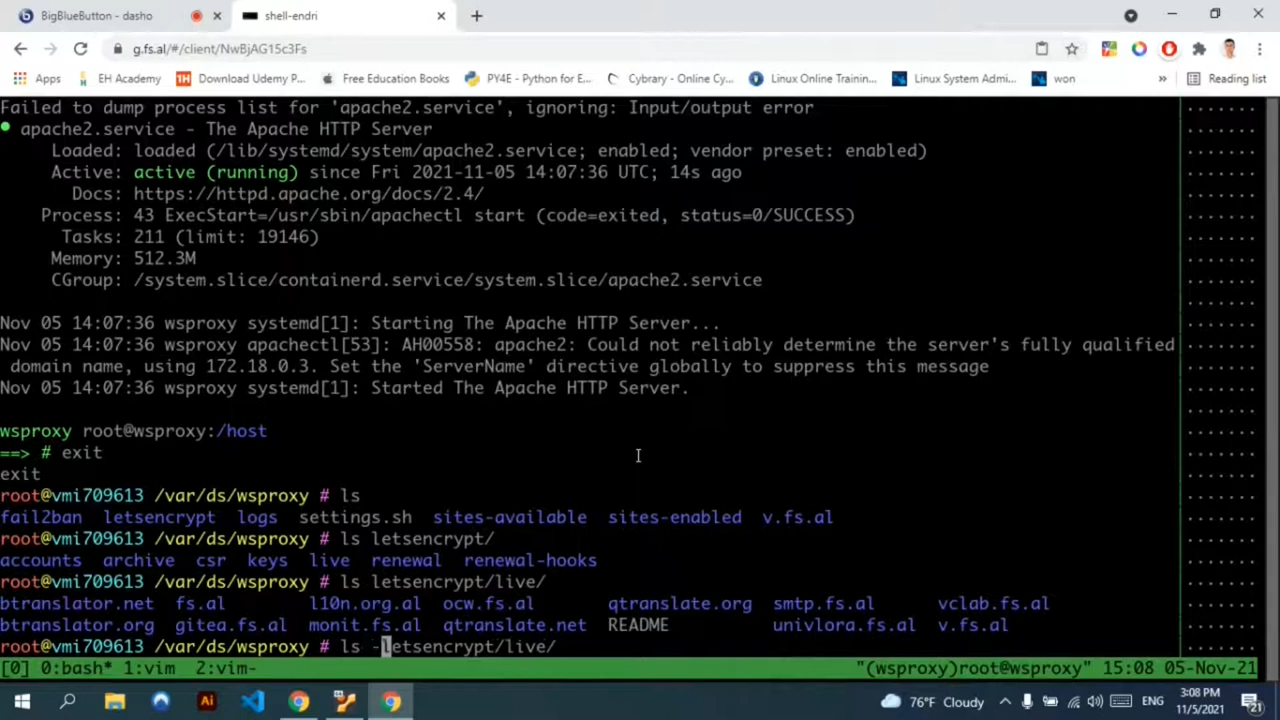 BigBlueButton - dasho
shell-endri
g.fs.al/#/client/NwBjAG15c3Fs
Apps EH Academy Download Udemy P... Free Education Books PY4E - Python for E... Cybrary - Online Cy... Linux Online Trainin... Linux System Admi... won » Reading list
Failed to dump process list for 'apache2.service', ignoring: Input/output error
● apache2.service - The Apache HTTP Server
Loaded: loaded (/lib/systemd/system/apache2.service; enabled; vendor preset: enabled)
Active: active (running) since Fri 2021-11-05 14:07:36 UTC; 14s ago
Docs: https://httpd.apache.org/docs/2.4/
Process: 43 ExecStart=/usr/sbin/apachectl start (code=exited, status=0/SUCCESS)
Tasks: 211 (limit: 19146)
Memory: 512.3M
CGroup: /system.slice/containerd.service/system.slice/apache2.service
Nov 05 14:07:36 wsproxy systemd[1]: Starting The Apache HTTP Server...
Nov 05 14:07:36 wsproxy apachectl[53]: AH00558: apache2: Could not reliably determine the server's fully qualified
domain name, using 172.18.0.3. Set the 'ServerName' directive globally to suppress this message
Nov 05 14:07:36 wsproxy systemd[1]: Started The Apache HTTP Server.
wsproxy root@wsproxy:/host
==> # exit
exit
root@vmi709613 /var/ds/wsproxy # ls
fail2ban letsencrypt logs settings.sh sites-available sites-enabled v.fs.al
root@vmi709613 /var/ds/wsproxy # ls letsencrypt/
accounts archive csr keys live renewal renewal-hooks
root@vmi709613 /var/ds/wsproxy # ls letsencrypt/live/
btranslator.net fs.al l10n.org.al ocw.fs.al qtranslate.org smtp.fs.al vclab.fs.al
btranslator.org gitea.fs.al monit.fs.al qtranslate.net README univlora.fs.al v.fs.al
root@vmi709613 /var/ds/wsproxy # ls -letsencrypt/live/
[0] 0:bash* 1:vim 2:vim- "(wsproxy)root@wsproxy" 15:08 05-Nov-21
76°F Cloudy ENG 3:08 PM
11/5/2021 21